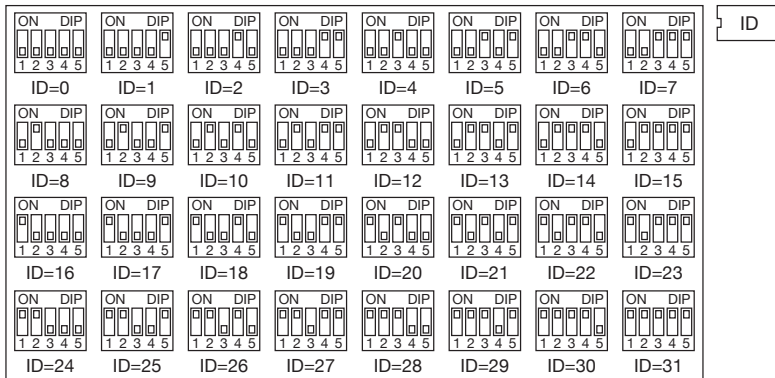 ON DIP ON DIP ON DIP ON DIP ON DIP ON DIP ON DIP ON DIP ID
1 2 3 4 5 1 2 3 4 5 1 2 3 4 5 1 2 3 4 5 1 2 3 4 5 1 2 3 4 5 1 2 3 4 5 1 2 3 4 5
ID=0 ID=1 ID=2 ID=3 ID=4 ID=5 ID=6 ID=7
ON DIP ON DIP ON DIP ON DIP ON DIP ON DIP ON DIP ON DIP
1 2 3 4 5 1 2 3 4 5 1 2 3 4 5 1 2 3 4 5 1 2 3 4 5 1 2 3 4 5 1 2 3 4 5 1 2 3 4 5
ID=8 ID=9 ID=10 ID=11 ID=12 ID=13 ID=14 ID=15
ON DIP ON DIP ON DIP ON DIP ON DIP ON DIP ON DIP ON DIP
1 2 3 4 5 1 2 3 4 5 1 2 3 4 5 1 2 3 4 5 1 2 3 4 5 1 2 3 4 5 1 2 3 4 5 1 2 3 4 5
ID=16 ID=17 ID=18 ID=19 ID=20 ID=21 ID=22 ID=23
ON DIP ON DIP ON DIP ON DIP ON DIP ON DIP ON DIP ON DIP
1 2 3 4 5 1 2 3 4 5 1 2 3 4 5 1 2 3 4 5 1 2 3 4 5 1 2 3 4 5 1 2 3 4 5 1 2 3 4 5
ID=24 ID=25 ID=26 ID=27 ID=28 ID=29 ID=30 ID=31